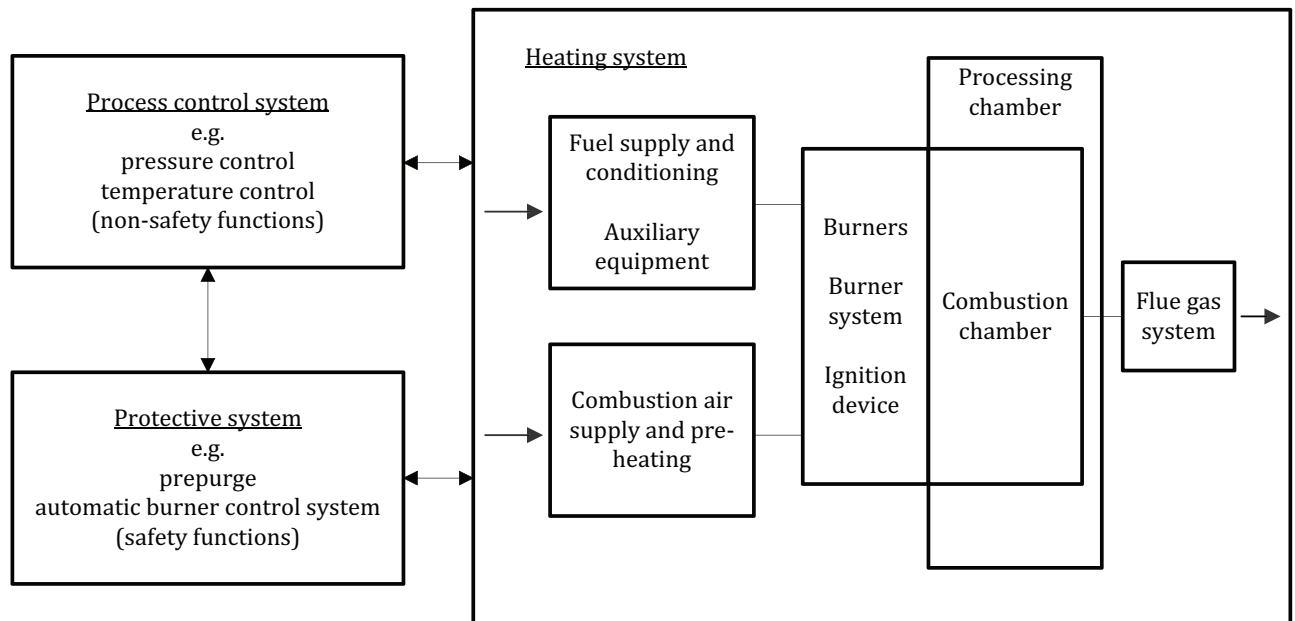 Process control system
e.g.
pressure control
temperature control
(non-safety functions)
Protective system
e.g.
prepurge
automatic burner control system
(safety functions)
Heating system
Fuel supply and
conditioning
Auxiliary
equipment
Combustion air
supply and pre-
heating
Burners
Burner
system
Ignition
device
Processing
chamber
Combustion
chamber
Flue gas
system